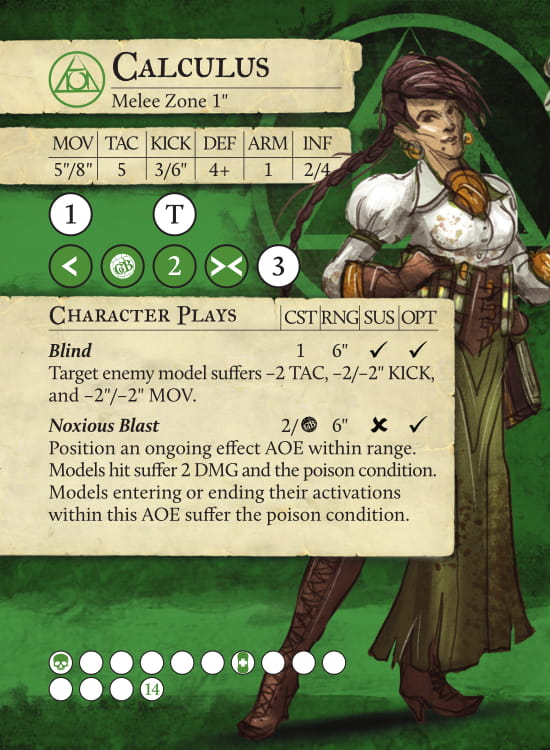 CALCULUS
Melee Zone 1"
MOV TAC KICK DEF ARM INF
5"/8" 5 3/6" 4+ 1 2/4
1 T
< GB 2 >< 3
CHARACTER PLAYS CST RNG SUS OPT
Blind 1 6" ✓ ✓
Target enemy model suffers –2 TAC, –2/–2" KICK,
and –2"/–2" MOV.
Noxious Blast 2/GB 6" ✗ ✓
Position an ongoing effect AOE within range.
Models hit suffer 2 DMG and the poison condition.
Models entering or ending their activations
within this AOE suffer the poison condition.
14